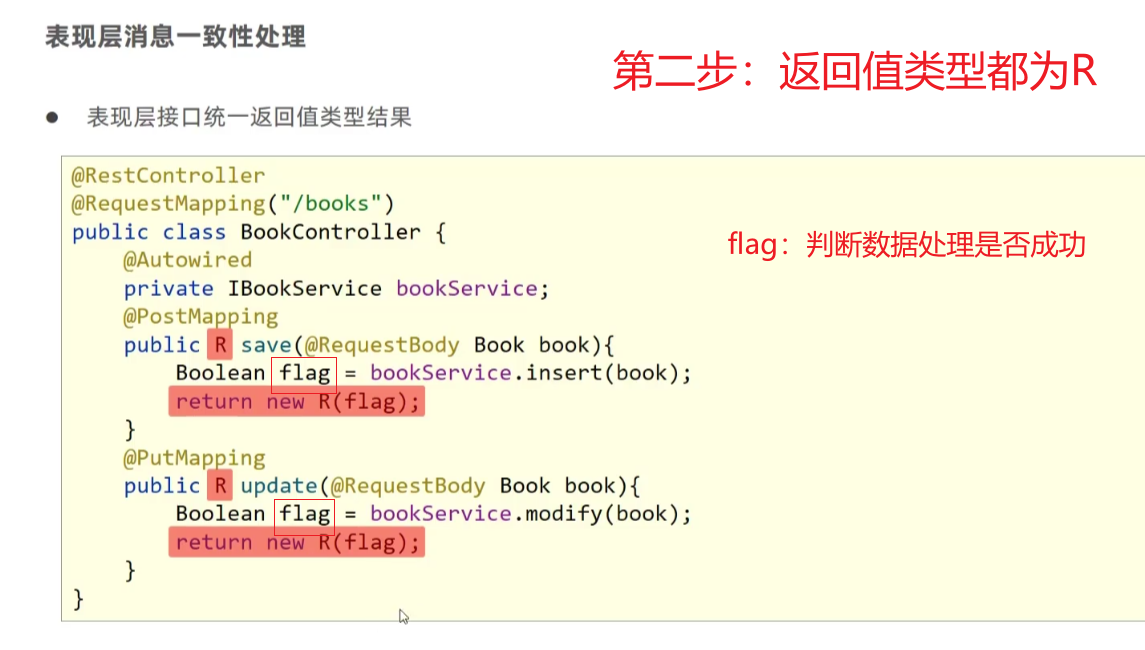 表现层消息一致性处理
第二步：返回值类型都为R
● 表现层接口统一返回值类型结果
@RestController
@RequestMapping("/books")
public class BookController {
flag：判断数据处理是否成功
    @Autowired
    private IBookService bookService;
    @PostMapping
    public R save(@RequestBody Book book){
        Boolean flag = bookService.insert(book);
        return new R(flag);
    }
    @PutMapping
    public R update(@RequestBody Book book){
        Boolean flag = bookService.modify(book);
        return new R(flag);
    }
}